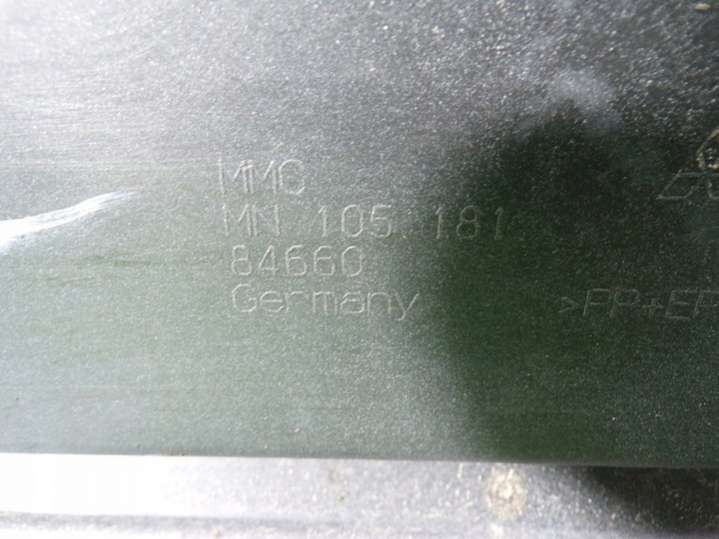 MMC
MN 105 181
84660
Germany
>PP+EP